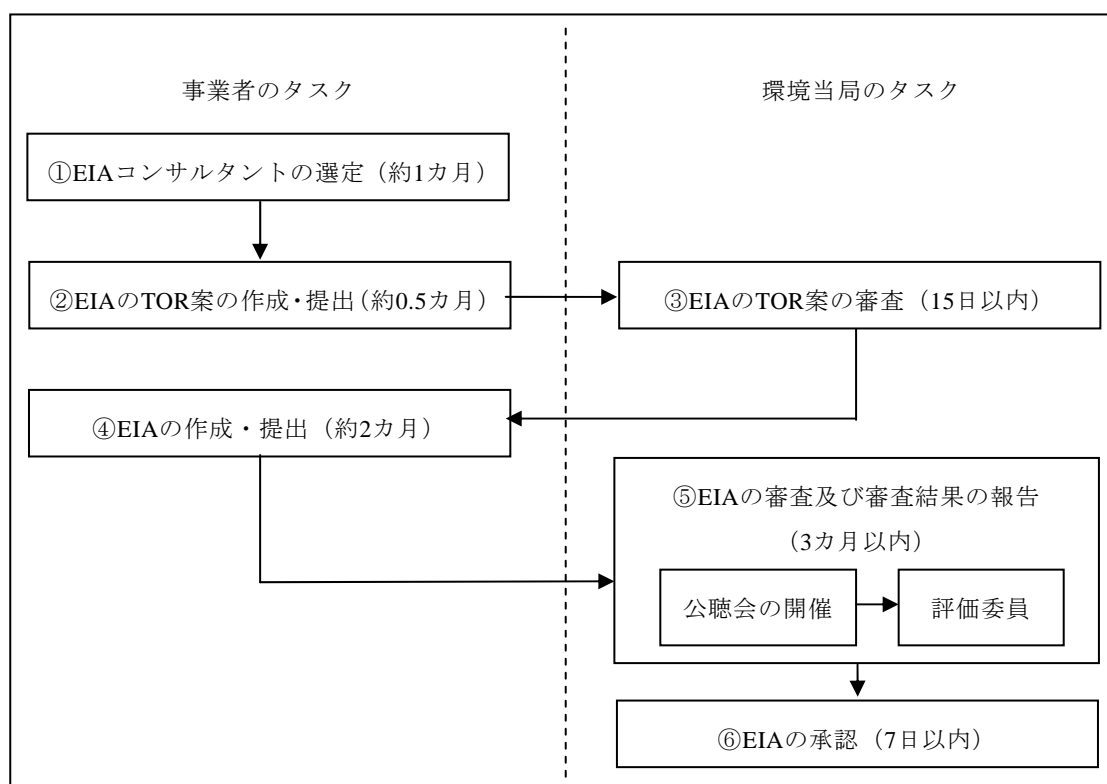 事業者のタスク
環境当局のタスク
①EIAコンサルタントの選定（約1カ月）
②EIAのTOR案の作成・提出（約0.5カ月）
③EIAのTOR案の審査（15日以内）
④EIAの作成・提出（約2カ月）
⑤EIAの審査及び審査結果の報告
（3カ月以内）
公聴会の開催
評価委員
⑥EIAの承認（7日以内）